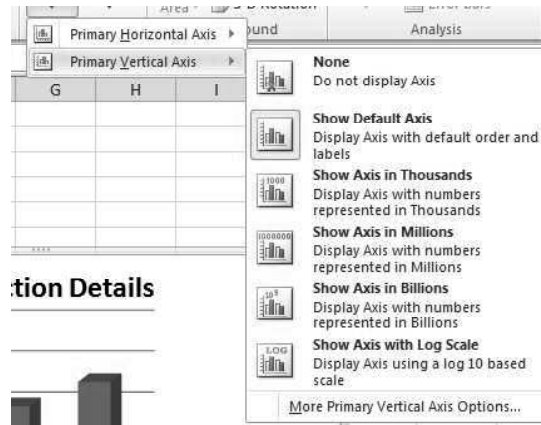 Area
3-D Rotation
Error Bars
Primary Horizontal Axis
und
Analysis
Primary Vertical Axis
G H I
None
Do not display Axis
Show Default Axis
Display Axis with default order and
labels
1000
Show Axis in Thousands
Display Axis with numbers
represented in Thousands
1000000
Show Axis in Millions
Display Axis with numbers
represented in Millions
10⁹
Show Axis in Billions
Display Axis with numbers
represented in Billions
LOG
Show Axis with Log Scale
Display Axis using a log 10 based
scale
More Primary Vertical Axis Options...
tion Details